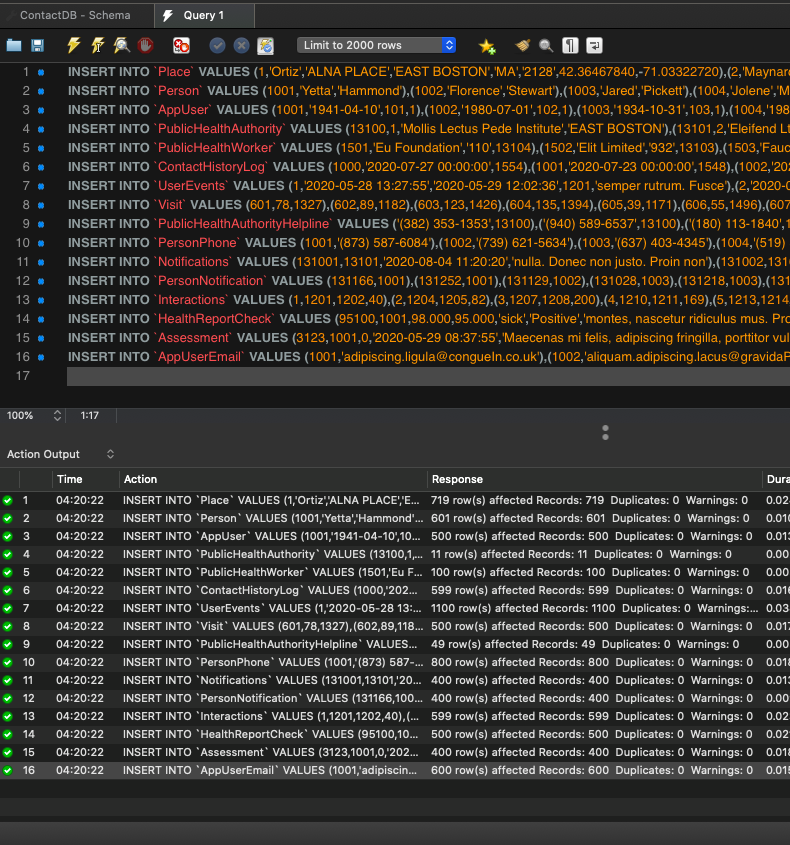 ContactDB - Schema
Query 1
Limit to 2000 rows
1 INSERT INTO `Place` VALUES (1,'Ortiz','ALNA PLACE','EAST BOSTON','MA','2128',42.36467840,-71.03322720),(2,'Maynard
2 INSERT INTO `Person` VALUES (1001,'Yetta','Hammond'),(1002,'Florence','Stewart'),(1003,'Jared','Pickett'),(1004,'Jolene','M
3 INSERT INTO `AppUser` VALUES (1001,'1941-04-10',101,1),(1002,'1980-07-01',102,1),(1003,'1934-10-31',103,1),(1004,'198
4 INSERT INTO `PublicHealthAuthority` VALUES (13100,1,'Mollis Lectus Pede Institute','EAST BOSTON'),(13101,2,'Eleifend Lt
5 INSERT INTO `PublicHealthWorker` VALUES (1501,'Eu Foundation','110',13104),(1502,'Elit Limited','932',13103),(1503,'Fauc
6 INSERT INTO `ContactHistoryLog` VALUES (1000,'2020-07-27 00:00:00',1554),(1001,'2020-07-23 00:00:00',1548),(1002,'202
7 INSERT INTO `UserEvents` VALUES (1,'2020-05-28 13:27:55','2020-05-29 12:02:36',1201,'semper rutrum. Fusce'),(2,'2020-0
8 INSERT INTO `Visit` VALUES (601,78,1327),(602,89,1182),(603,123,1426),(604,135,1394),(605,39,1171),(606,55,1496),(607
9 INSERT INTO `PublicHealthAuthorityHelpline` VALUES ('(382) 353-1353',13100),('(940) 589-6537',13100),('(180) 113-1840',1
10 INSERT INTO `PersonPhone` VALUES (1001,'(873) 587-6084'),(1002,'(739) 621-5634'),(1003,'(637) 403-4345'),(1004,'(519)
11 INSERT INTO `Notifications` VALUES (131001,13101,'2020-08-04 11:20:20','nulla. Donec non justo. Proin non'),(131002,1310
12 INSERT INTO `PersonNotification` VALUES (131166,1001),(131252,1001),(131129,1002),(131028,1003),(131218,1003),(131
13 INSERT INTO `Interactions` VALUES (1,1201,1202,40),(2,1204,1205,82),(3,1207,1208,200),(4,1210,1211,169),(5,1213,1214
14 INSERT INTO `HealthReportCheck` VALUES (95100,1001,98.000,95.000,'sick','Positive','montes, nascetur ridiculus mus. Pro
15 INSERT INTO `Assessment` VALUES (3123,1001,0,'2020-05-29 08:37:55','Maecenas mi felis, adipiscing fringilla, porttitor vul
16 INSERT INTO `AppUserEmail` VALUES (1001,'adipiscing.ligula@congueIn.co.uk'),(1002,'aliquam.adipiscing.lacus@gravidaP
17
100% 1:17
Action Output
Time Action Response Dura
1 04:20:22 INSERT INTO `Place` VALUES (1,'Ortiz','ALNA PLACE','E... 719 row(s) affected Records: 719 Duplicates: 0 Warnings: 0 0.02
2 04:20:22 INSERT INTO `Person` VALUES (1001,'Yetta','Hammond'... 601 row(s) affected Records: 601 Duplicates: 0 Warnings: 0 0.010
3 04:20:22 INSERT INTO `AppUser` VALUES (1001,'1941-04-10',10... 500 row(s) affected Records: 500 Duplicates: 0 Warnings: 0 0.013
4 04:20:22 INSERT INTO `PublicHealthAuthority` VALUES (13100,1,... 11 row(s) affected Records: 11 Duplicates: 0 Warnings: 0 0.00
5 04:20:22 INSERT INTO `PublicHealthWorker` VALUES (1501,'Eu F... 100 row(s) affected Records: 100 Duplicates: 0 Warnings: 0 0.00
6 04:20:22 INSERT INTO `ContactHistoryLog` VALUES (1000,'202... 599 row(s) affected Records: 599 Duplicates: 0 Warnings: 0 0.016
7 04:20:22 INSERT INTO `UserEvents` VALUES (1,'2020-05-28 13:... 1100 row(s) affected Records: 1100 Duplicates: 0 Warnings:... 0.03
8 04:20:22 INSERT INTO `Visit` VALUES (601,78,1327),(602,89,118... 500 row(s) affected Records: 500 Duplicates: 0 Warnings: 0 0.017
9 04:20:22 INSERT INTO `PublicHealthAuthorityHelpline` VALUES... 49 row(s) affected Records: 49 Duplicates: 0 Warnings: 0 0.00
10 04:20:22 INSERT INTO `PersonPhone` VALUES (1001,'(873) 587-... 800 row(s) affected Records: 800 Duplicates: 0 Warnings: 0 0.018
11 04:20:22 INSERT INTO `Notifications` VALUES (131001,13101,'20... 400 row(s) affected Records: 400 Duplicates: 0 Warnings: 0 0.013
12 04:20:22 INSERT INTO `PersonNotification` VALUES (131166,100... 400 row(s) affected Records: 400 Duplicates: 0 Warnings: 0 0.00
13 04:20:22 INSERT INTO `Interactions` VALUES (1,1201,1202,40),(... 599 row(s) affected Records: 599 Duplicates: 0 Warnings: 0 0.02
14 04:20:22 INSERT INTO `HealthReportCheck` VALUES (95100,10... 500 row(s) affected Records: 500 Duplicates: 0 Warnings: 0 0.02
15 04:20:22 INSERT INTO `Assessment` VALUES (3123,1001,0,'202... 400 row(s) affected Records: 400 Duplicates: 0 Warnings: 0 0.018
16 04:20:22 INSERT INTO `AppUserEmail` VALUES (1001,'adipiscin... 600 row(s) affected Records: 600 Duplicates: 0 Warnings: 0 0.015